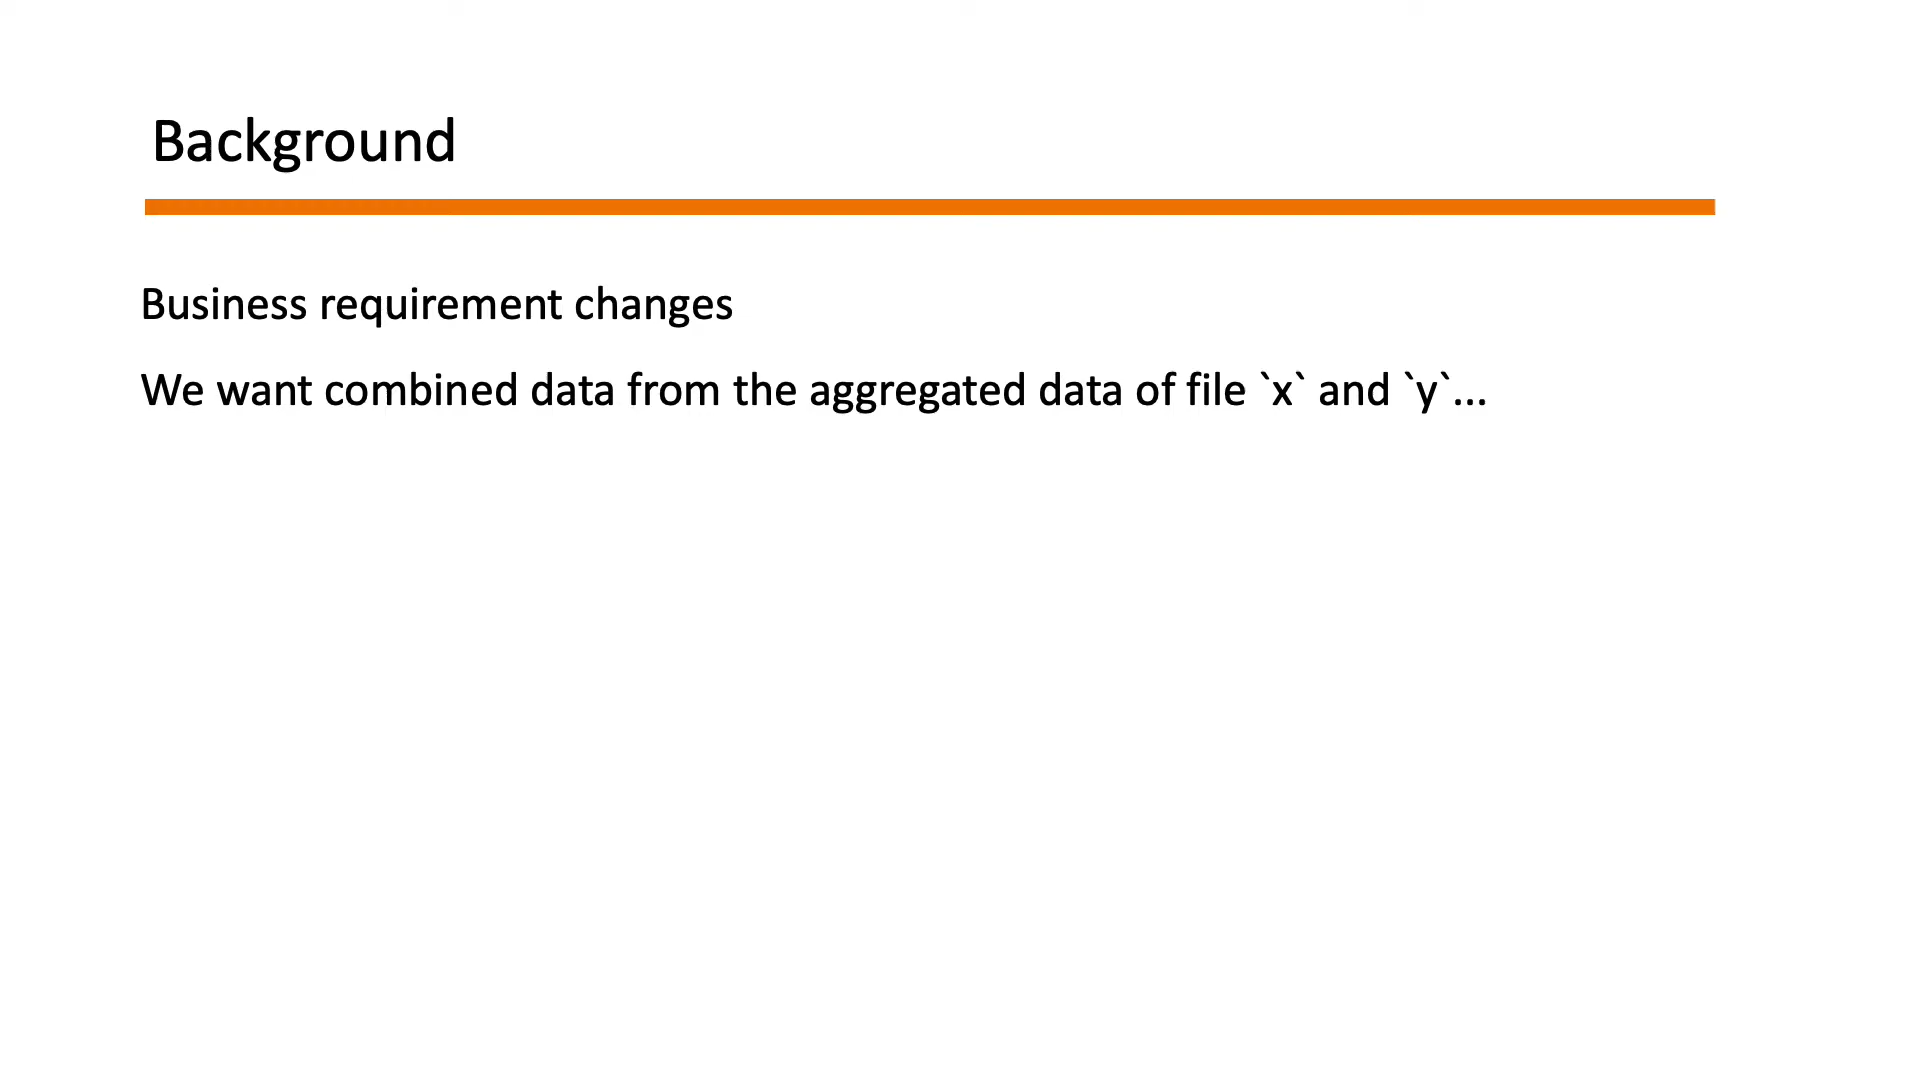 Background
Business requirement changes
We want combined data from the aggregated data of file `x` and `y`...